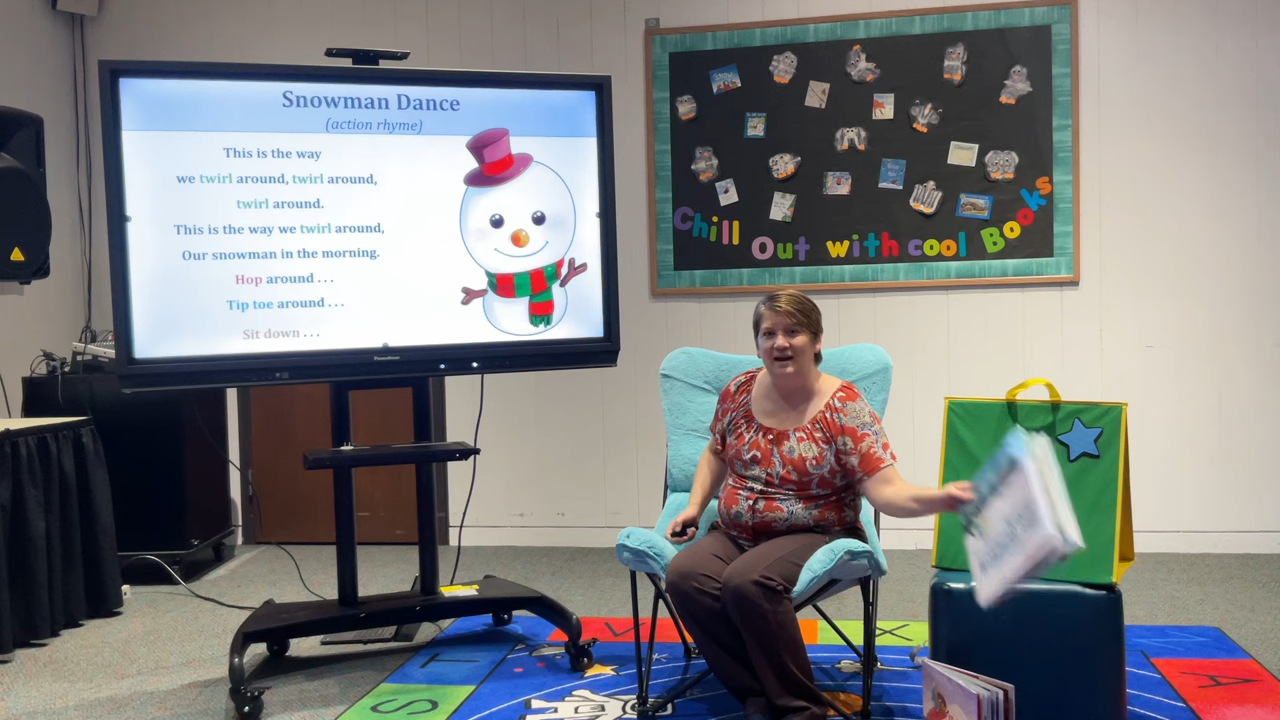 Snowman Dance
(action rhyme)
This is the way
we twirl around, twirl around,
twirl around.
This is the way we twirl around,
Our snowman in the morning.
Hop around . . .
Tip toe around . . .
Sit down . . .
Chill Out with cool Books
T
S
V
X
A